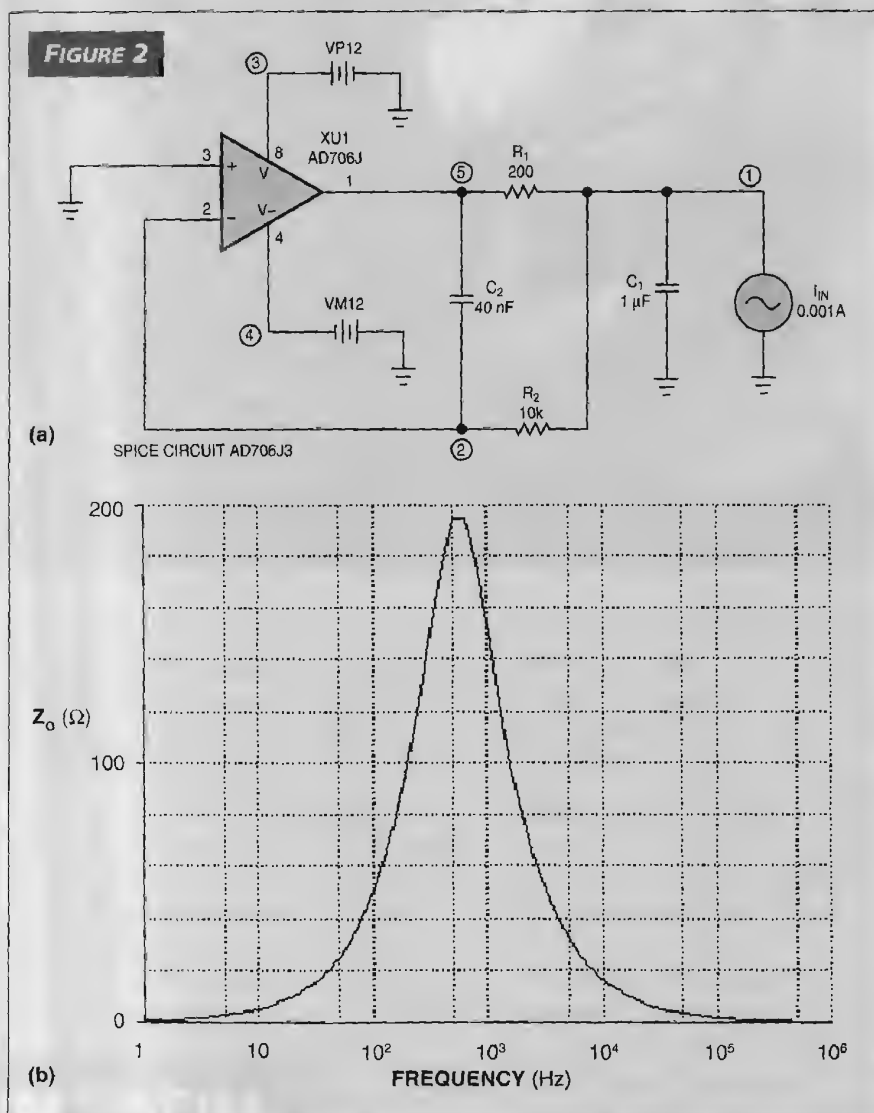 FIGURE 2
③
VP12
XU1
AD706J
8
3
+
V
1
⑤
R₁
200
①
2
–
V–
4
C₂
40 nF
C₁
1 µF
iIN
0.001A
④
VM12
R₂
10k
(a)
SPICE CIRCUIT AD706J3
②
200
Zo (Ω)
100
0
1
10
10²
10³
10⁴
10⁵
10⁶
(b)
FREQUENCY (Hz)